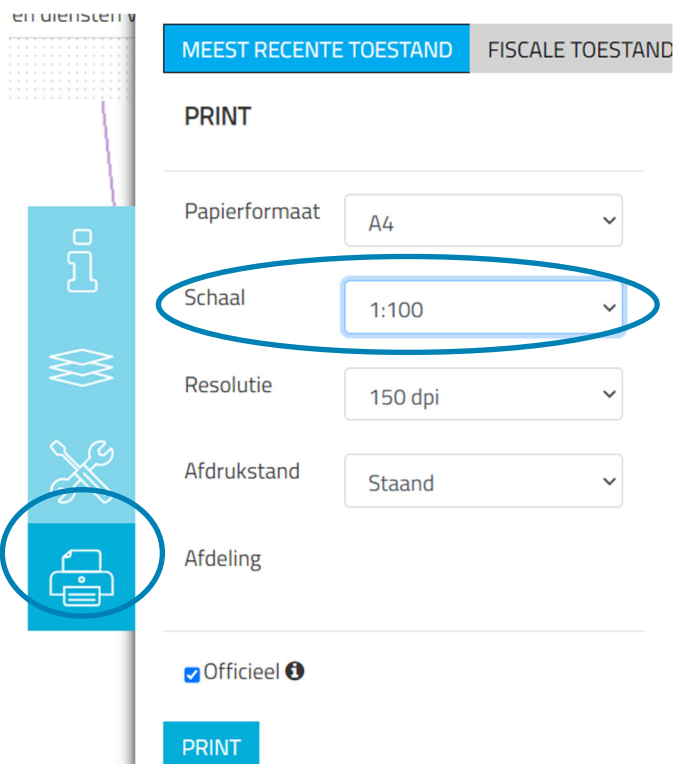 en diensten v
MEEST RECENTE TOESTAND FISCALE TOESTAND
PRINT
Papierformaat A4
Schaal 1:100
Resolutie 150 dpi
Afdrukstand Staand
Afdeling
Officieel
PRINT